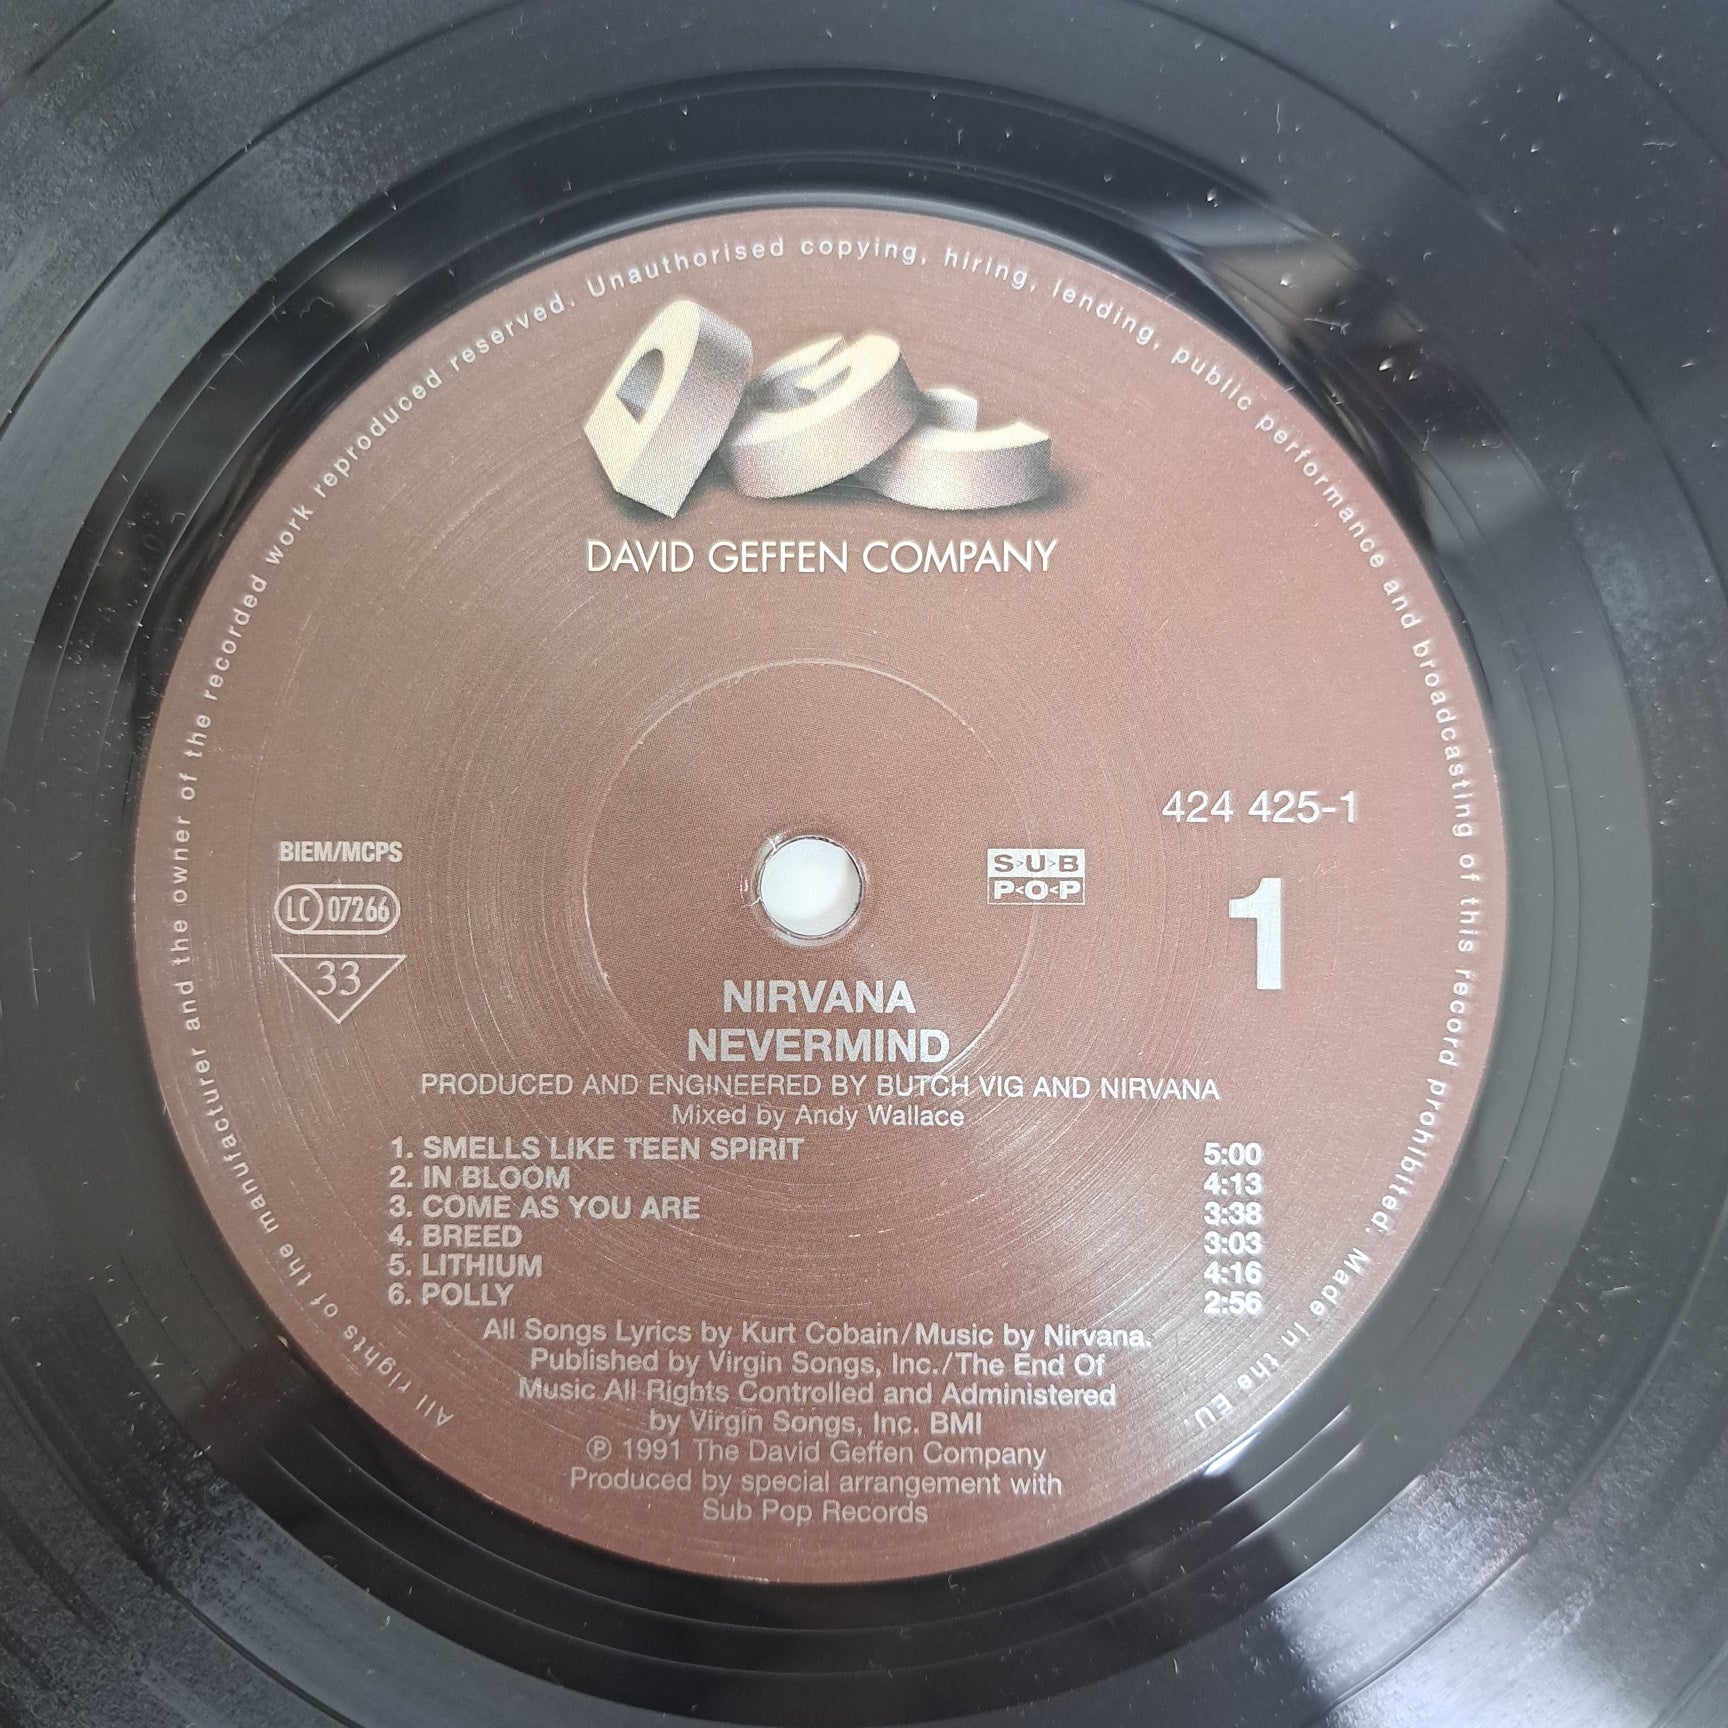 All rights of the manufacturer and the owner of the recorded work reproduced reserved. Unauthorised copying, hiring, lending, public performance and broadcasting of this record prohibited. Made in the EU.
DGC
DAVID GEFFEN COMPANY
424 425-1
BIEM/MCPS
LC 07266
33
S>U>B
P<O<P
1
NIRVANA
NEVERMIND
PRODUCED AND ENGINEERED BY BUTCH VIG AND NIRVANA
Mixed by Andy Wallace
1. SMELLS LIKE TEEN SPIRIT 5:00
2. IN BLOOM 4:13
3. COME AS YOU ARE 3:38
4. BREED 3:03
5. LITHIUM 4:16
6. POLLY 2:56
All Songs Lyrics by Kurt Cobain/Music by Nirvana.
Published by Virgin Songs, Inc./The End Of
Music All Rights Controlled and Administered
by Virgin Songs, Inc. BMI
℗ 1991 The David Geffen Company
Produced by special arrangement with
Sub Pop Records